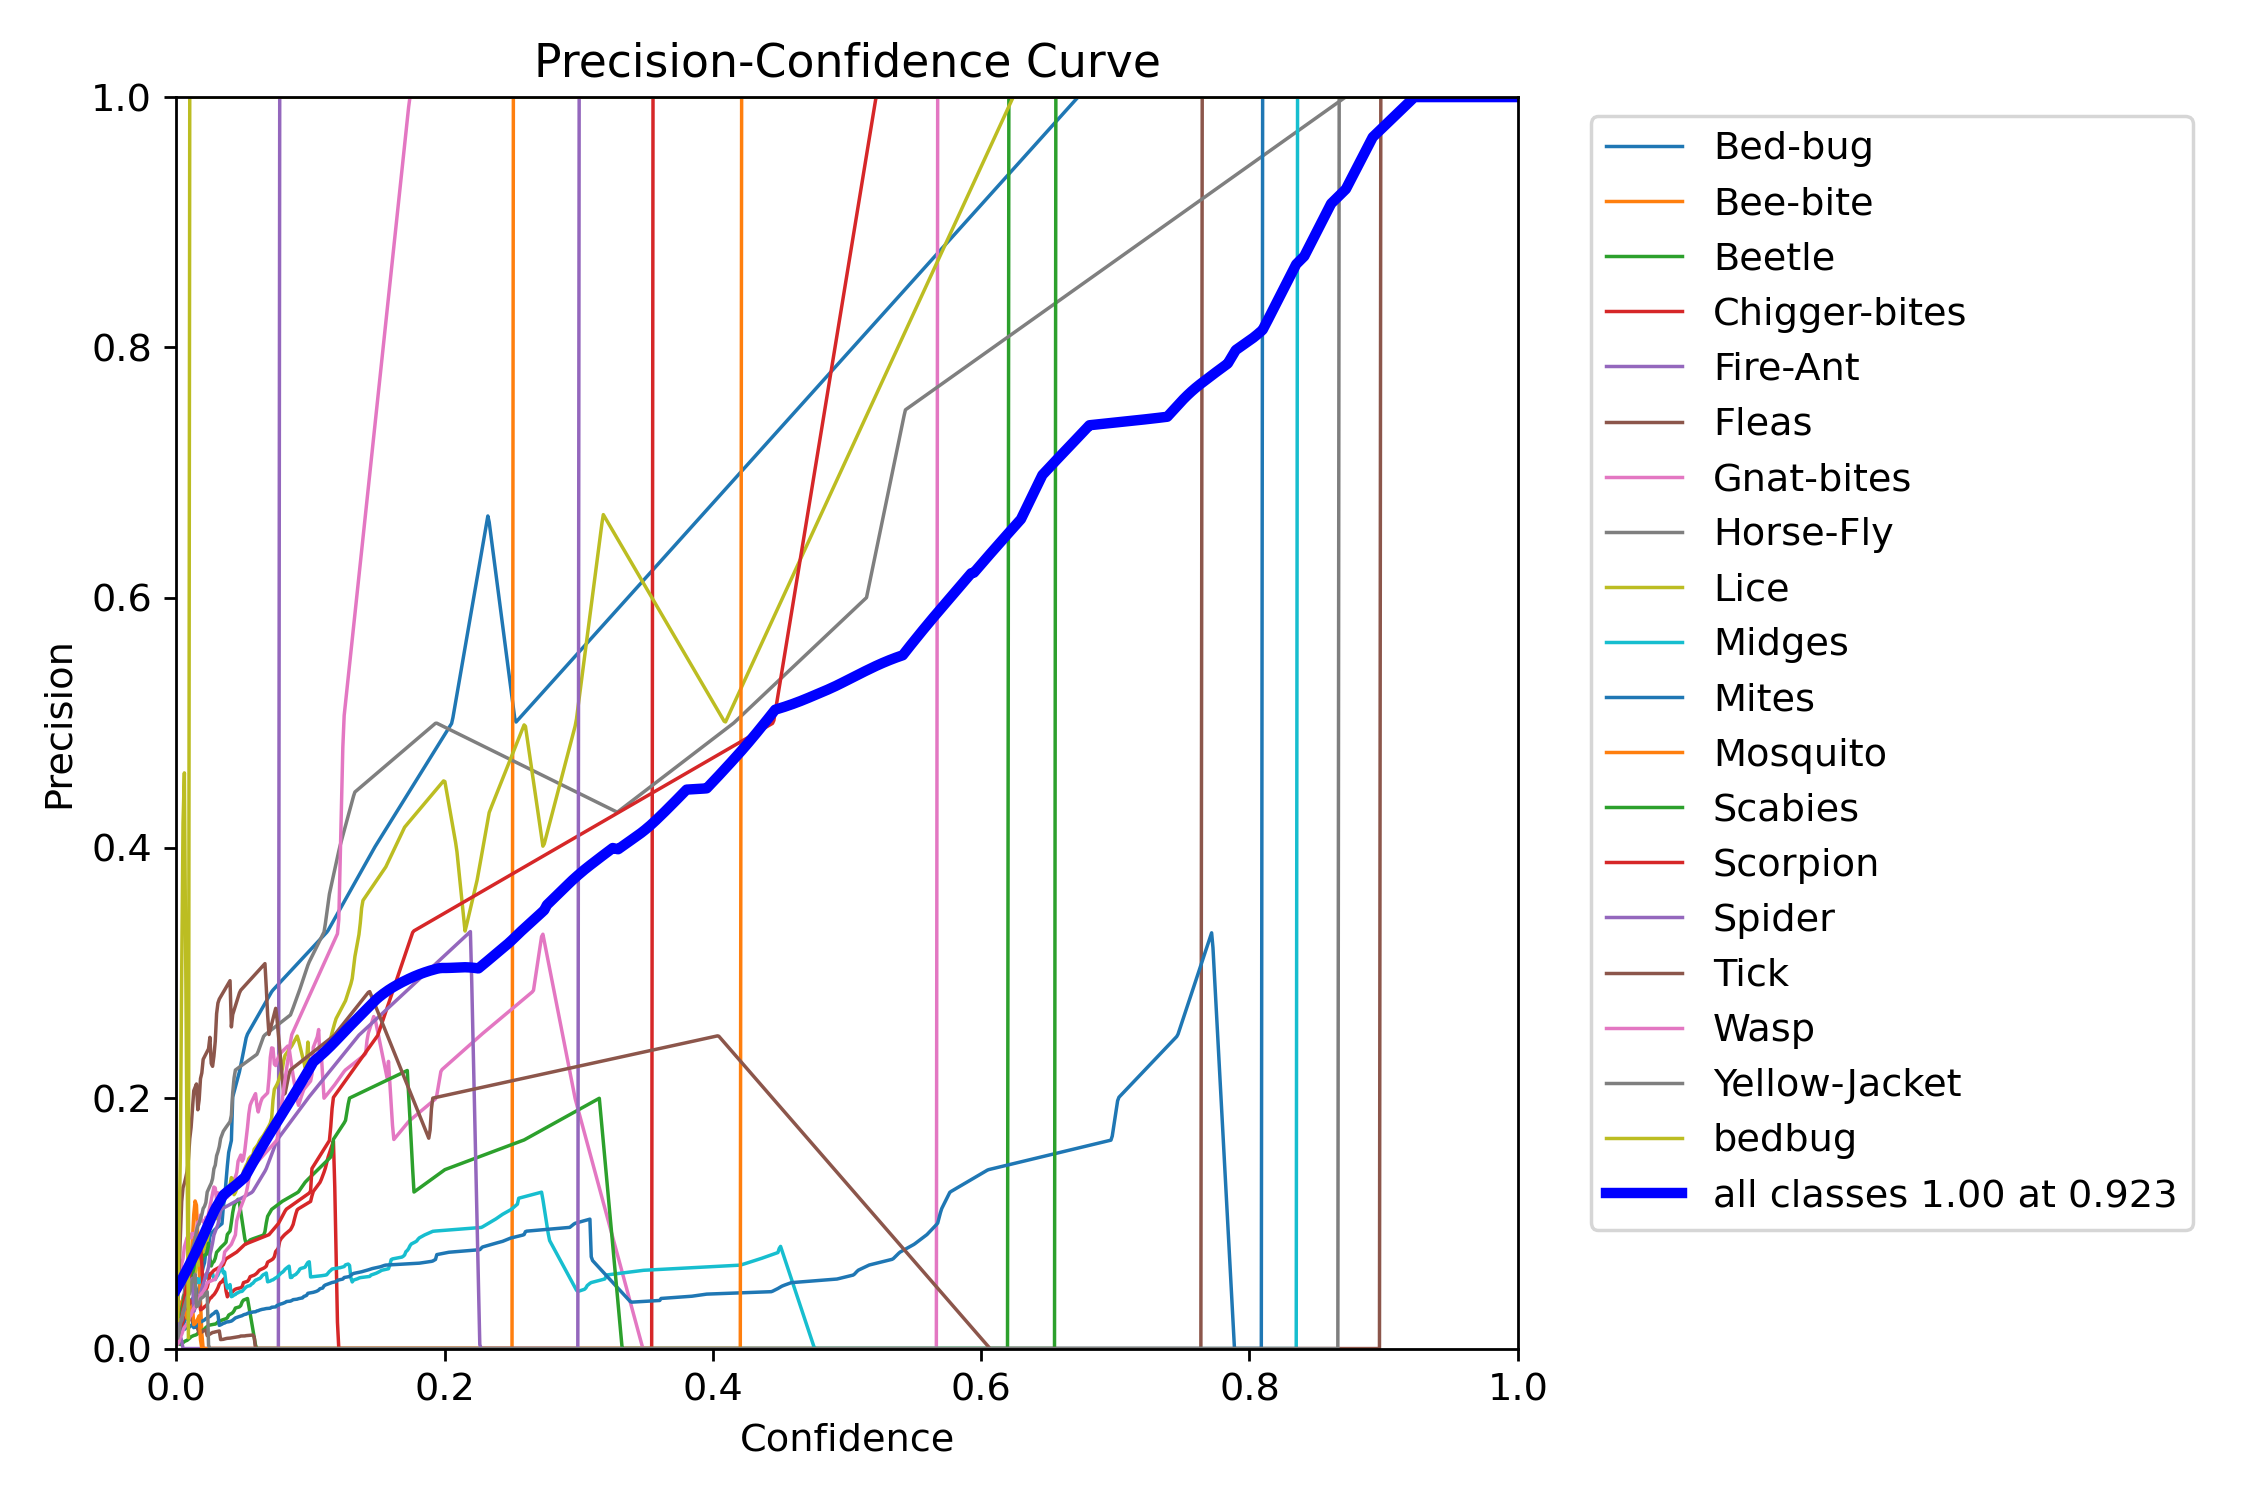 Precision-Confidence Curve
1.0
0.8
0.6
0.4
0.2
0.0
Precision
0.0 0.2 0.4 0.6 0.8 1.0
Confidence
Bed-bug
Bee-bite
Beetle
Chigger-bites
Fire-Ant
Fleas
Gnat-bites
Horse-Fly
Lice
Midges
Mites
Mosquito
Scabies
Scorpion
Spider
Tick
Wasp
Yellow-Jacket
bedbug
all classes 1.00 at 0.923